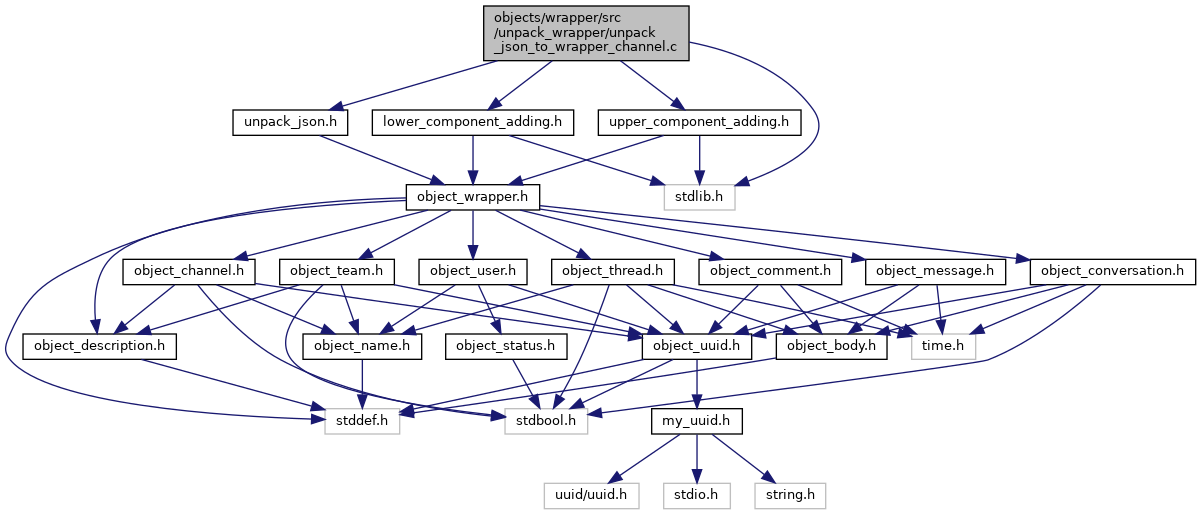 objects/wrapper/src
/unpack_wrapper/unpack
_json_to_wrapper_channel.c
unpack_json.h
lower_component_adding.h
upper_component_adding.h
object_wrapper.h
stdlib.h
object_channel.h
object_team.h
object_user.h
object_thread.h
object_comment.h
object_message.h
object_conversation.h
object_description.h
object_name.h
object_status.h
object_uuid.h
object_body.h
time.h
stddef.h
stdbool.h
my_uuid.h
uuid/uuid.h
stdio.h
string.h